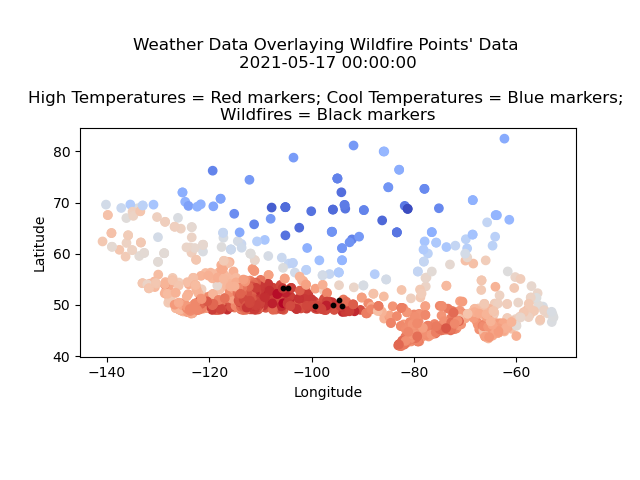 Weather Data Overlaying Wildfire Points' Data
2021-05-17 00:00:00
High Temperatures = Red markers; Cool Temperatures = Blue markers;
Wildfires = Black markers
80
70
60
50
40
Latitude
−140 −120 −100 −80 −60
Longitude